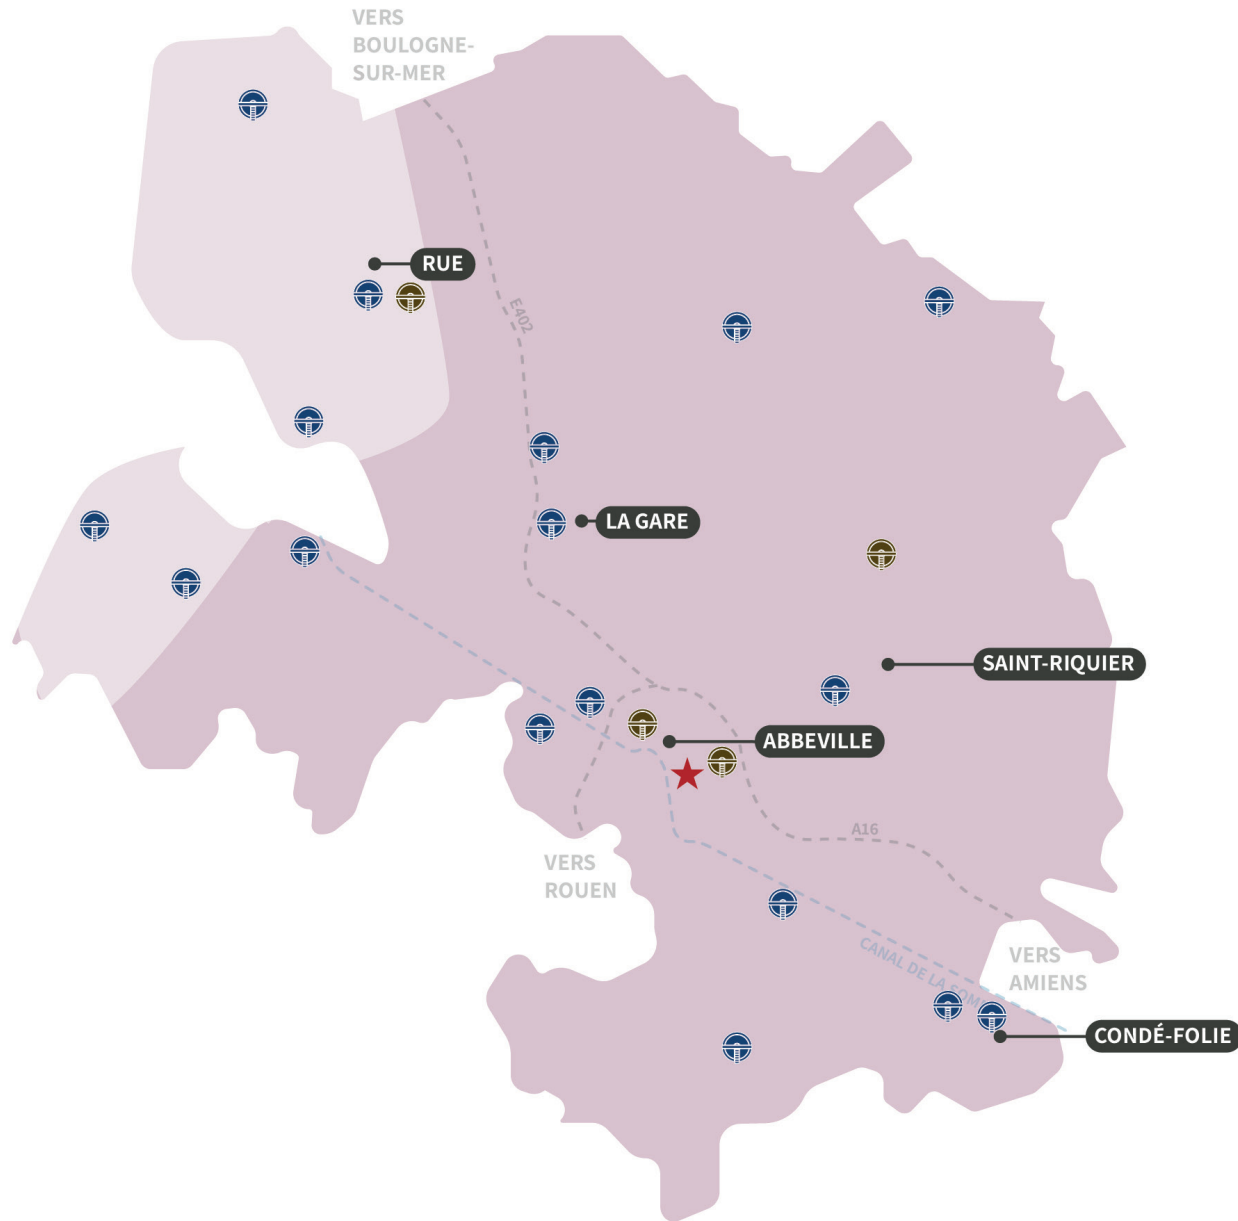 VERS
BOULOGNE-
SUR-MER
RUE
E402
LA GARE
SAINT-RIQUIER
ABBEVILLE
A16
VERS
ROUEN
CANAL DE LA SOM
VERS
AMIENS
CONDÉ-FOLIE